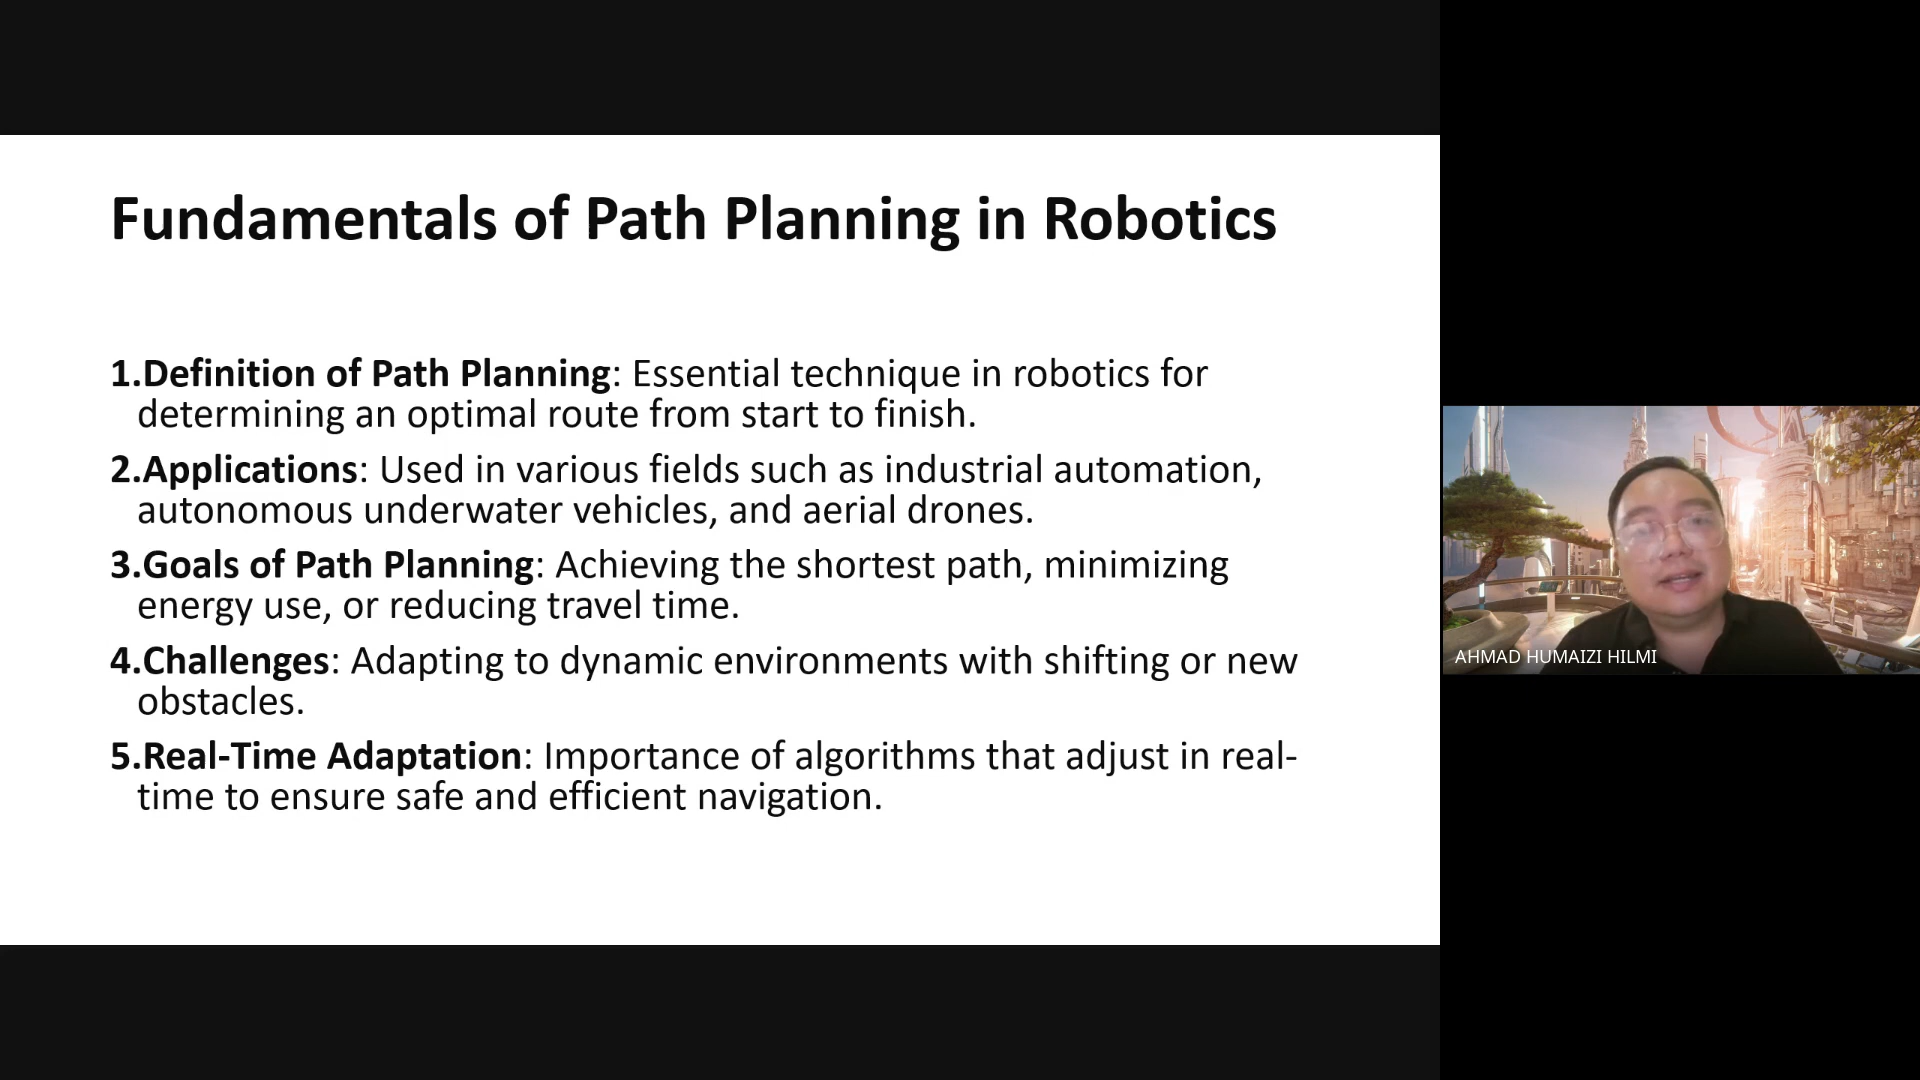 Fundamentals of Path Planning in Robotics
1.Definition of Path Planning: Essential technique in robotics for
determining an optimal route from start to finish.
2.Applications: Used in various fields such as industrial automation,
autonomous underwater vehicles, and aerial drones.
3.Goals of Path Planning: Achieving the shortest path, minimizing
energy use, or reducing travel time.
4.Challenges: Adapting to dynamic environments with shifting or new
obstacles.
5.Real-Time Adaptation: Importance of algorithms that adjust in real-
time to ensure safe and efficient navigation.
AHMAD HUMAIZI HILMI